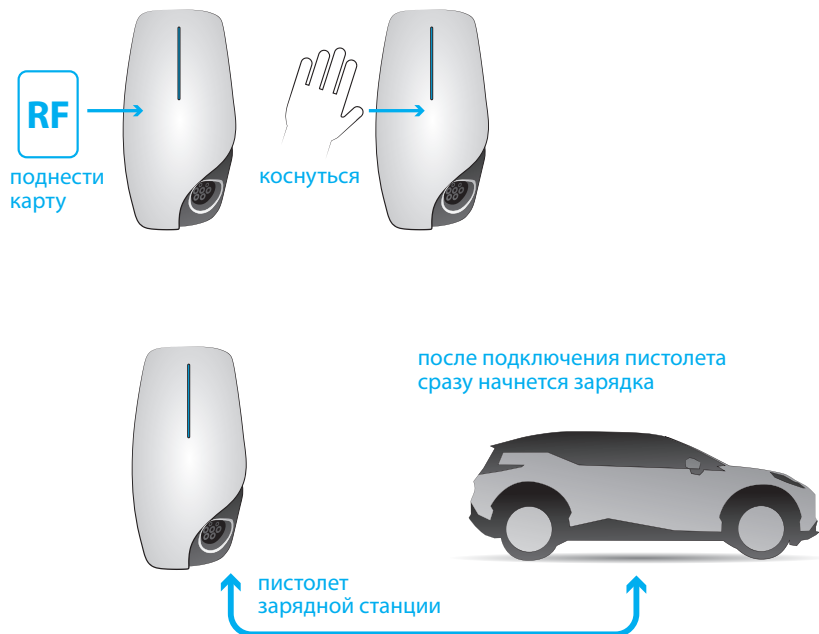 RF
поднести
карту
коснуться
после подключения пистолета
сразу начнется зарядка
пистолет
зарядной станции